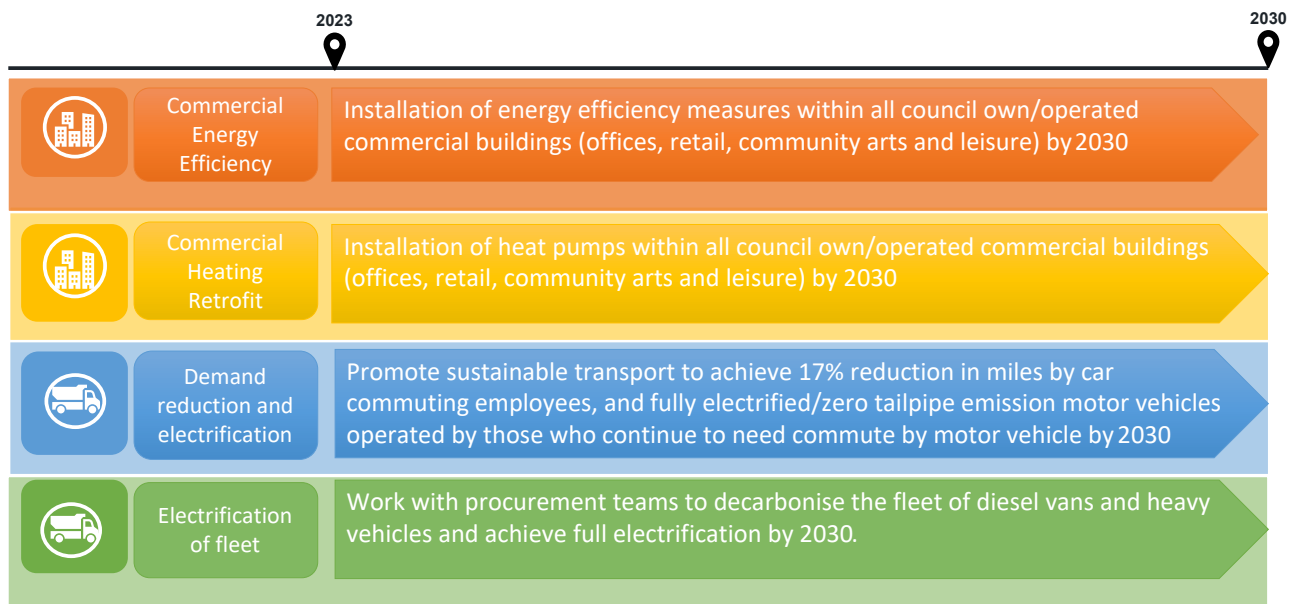 2023
2030
Commercial
Energy
Efficiency
Installation of energy efficiency measures within all council own/operated
commercial buildings (offices, retail, community arts and leisure) by 2030
Commercial
Heating
Retrofit
Installation of heat pumps within all council own/operated commercial buildings
(offices, retail, community arts and leisure) by 2030
Demand
reduction and
electrification
Promote sustainable transport to achieve 17% reduction in miles by car
commuting employees, and fully electrified/zero tailpipe emission motor vehicles
operated by those who continue to need commute by motor vehicle by 2030
Electrification
of fleet
Work with procurement teams to decarbonise the fleet of diesel vans and heavy
vehicles and achieve full electrification by 2030.